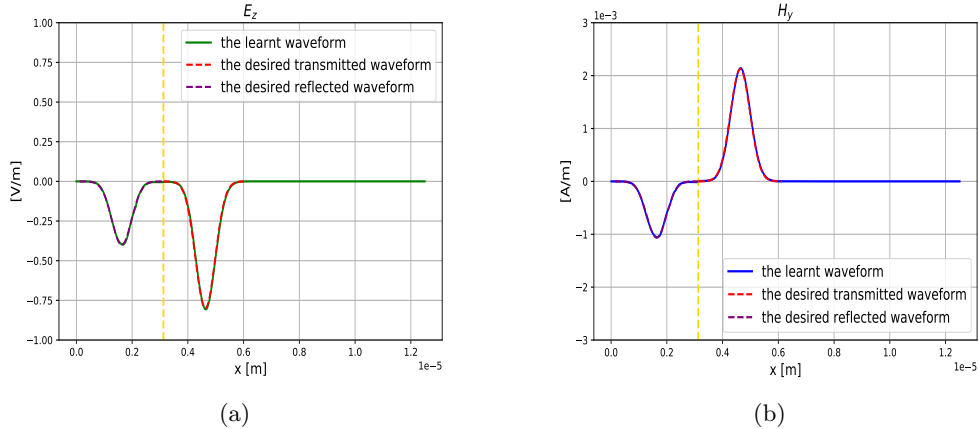 E_z
1.00
0.75
0.50
0.25
0.00
−0.25
−0.50
−0.75
−1.00
[V/m]
the learnt waveform
the desired transmitted waveform
the desired reflected waveform
0.0 0.2 0.4 0.6 0.8 1.0 1.2
1e−5
x [m]
(a)
H_y
1e−3
3
2
1
0
−1
−2
−3
[A/m]
the learnt waveform
the desired transmitted waveform
the desired reflected waveform
0.0 0.2 0.4 0.6 0.8 1.0 1.2
1e−5
x [m]
(b)